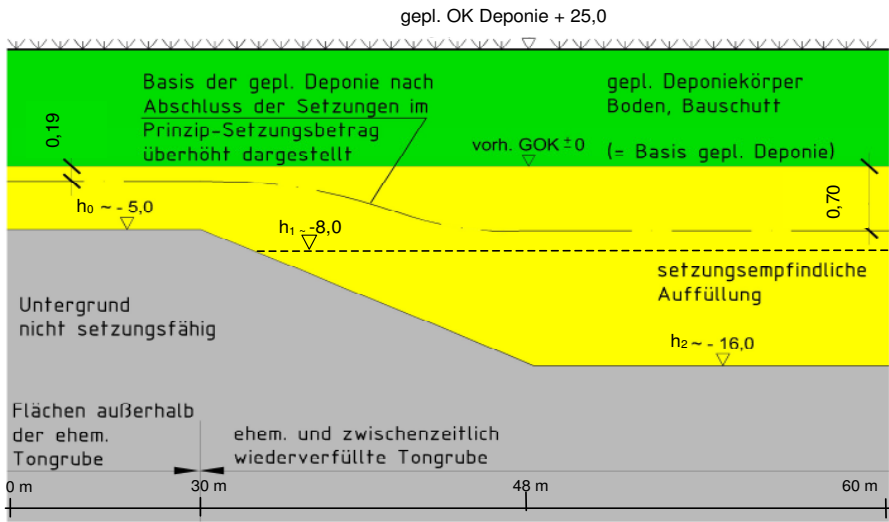 gepl. OK Deponie + 25,0
Basis der gepl. Deponie nach
Abschluss der Setzungen im
Prinzip-Setzungsbetrag
überhöht dargestellt
gepl. Deponiekörper
Boden, Bauschutt
(= Basis gepl. Deponie)
vorh. GOK ±0
0,19
0,70
h₀ ~ - 5,0
h₁ ~ -8,0
setzungsempfindliche
Auffüllung
Untergrund
nicht setzungsfähig
h₂ ~ - 16,0
Flächen außerhalb
der ehem.
Tongrube
ehem. und zwischenzeitlich
wiederverfüllte Tongrube
0 m
30 m
48 m
60 m